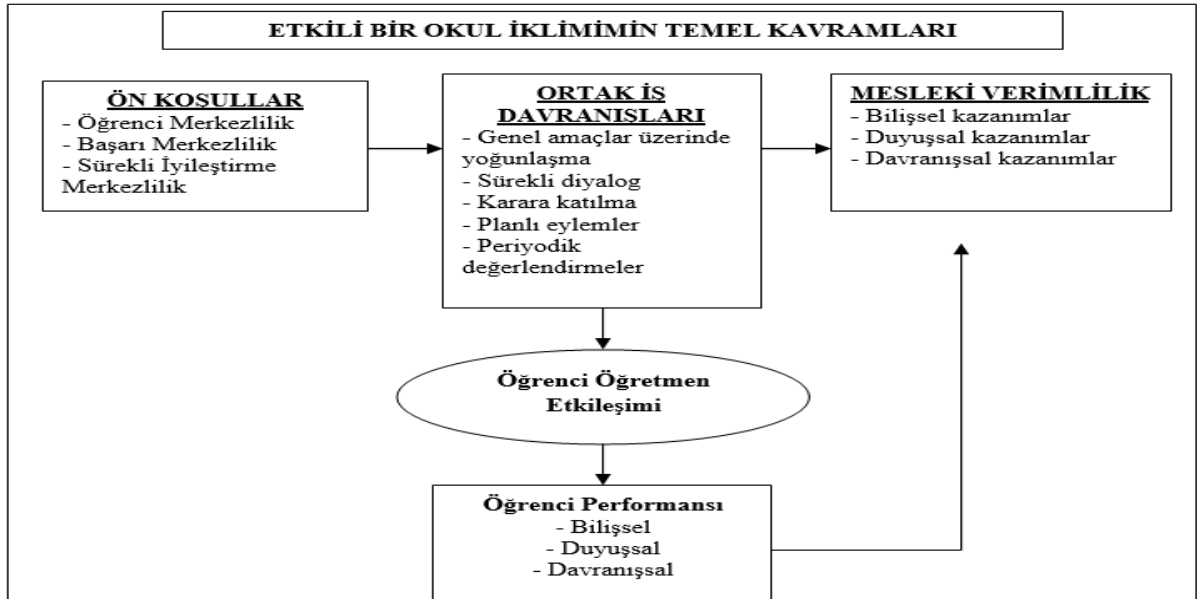 ETKİLİ BİR OKUL İKLİMİMİN TEMEL KAVRAMLARI
ÖN KOSULLAR
- Öğrenci Merkezlilik
- Başarı Merkezlilik
- Sürekli İyileştirme
Merkezlilik
ORTAK İŞ
DAVRANIŞLARI
- Genel amaçlar üzerinde
yoğunlaşma
- Sürekli diyalog
- Karara katılma
- Planlı eylemler
- Periyodik
değerlendirmeler
MESLEKİ VERİMLİLİK
- Bilişsel kazanımlar
- Duyuşsal kazanımlar
- Davranışsal kazanımlar
Öğrenci Öğretmen
Etkileşimi
Öğrenci Performansı
- Bilişsel
- Duyuşsal
- Davranışsal